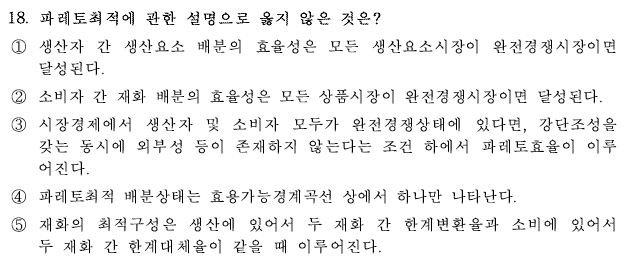 18. 파레토최적에 관한 설명으로 옳지 않은 것은?
① 생산자 간 생산요소 배분의 효율성은 모든 생산요소시장이 완전경쟁시장이면
달성된다.
② 소비자 간 재화 배분의 효율성은 모든 상품시장이 완전경쟁시장이면 달성된다.
③ 시장경제에서 생산자 및 소비자 모두가 완전경쟁상태에 있다면, 강단조성을
갖는 동시에 외부성 등이 존재하지 않는다는 조건 하에서 파레토효율이 이루
어진다.
④ 파레토최적 배분상태는 효용가능경계곡선 상에서 하나만 나타난다.
⑤ 재화의 최적구성은 생산에 있어서 두 재화 간 한계변환율과 소비에 있어서
두 재화 간 한계대체율이 같을 때 이루어진다.